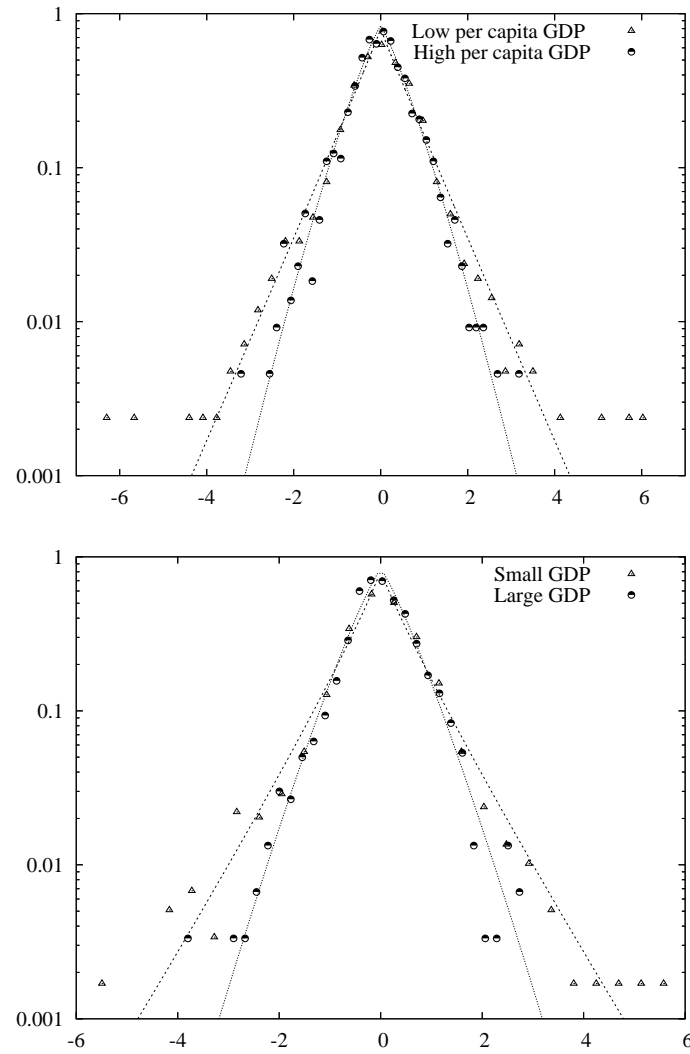 1
0.1
0.01
0.001
-6 -4 -2 0 2 4 6
Low per capita GDP
High per capita GDP
1
0.1
0.01
0.001
-6 -4 -2 0 2 4 6
Small GDP
Large GDP